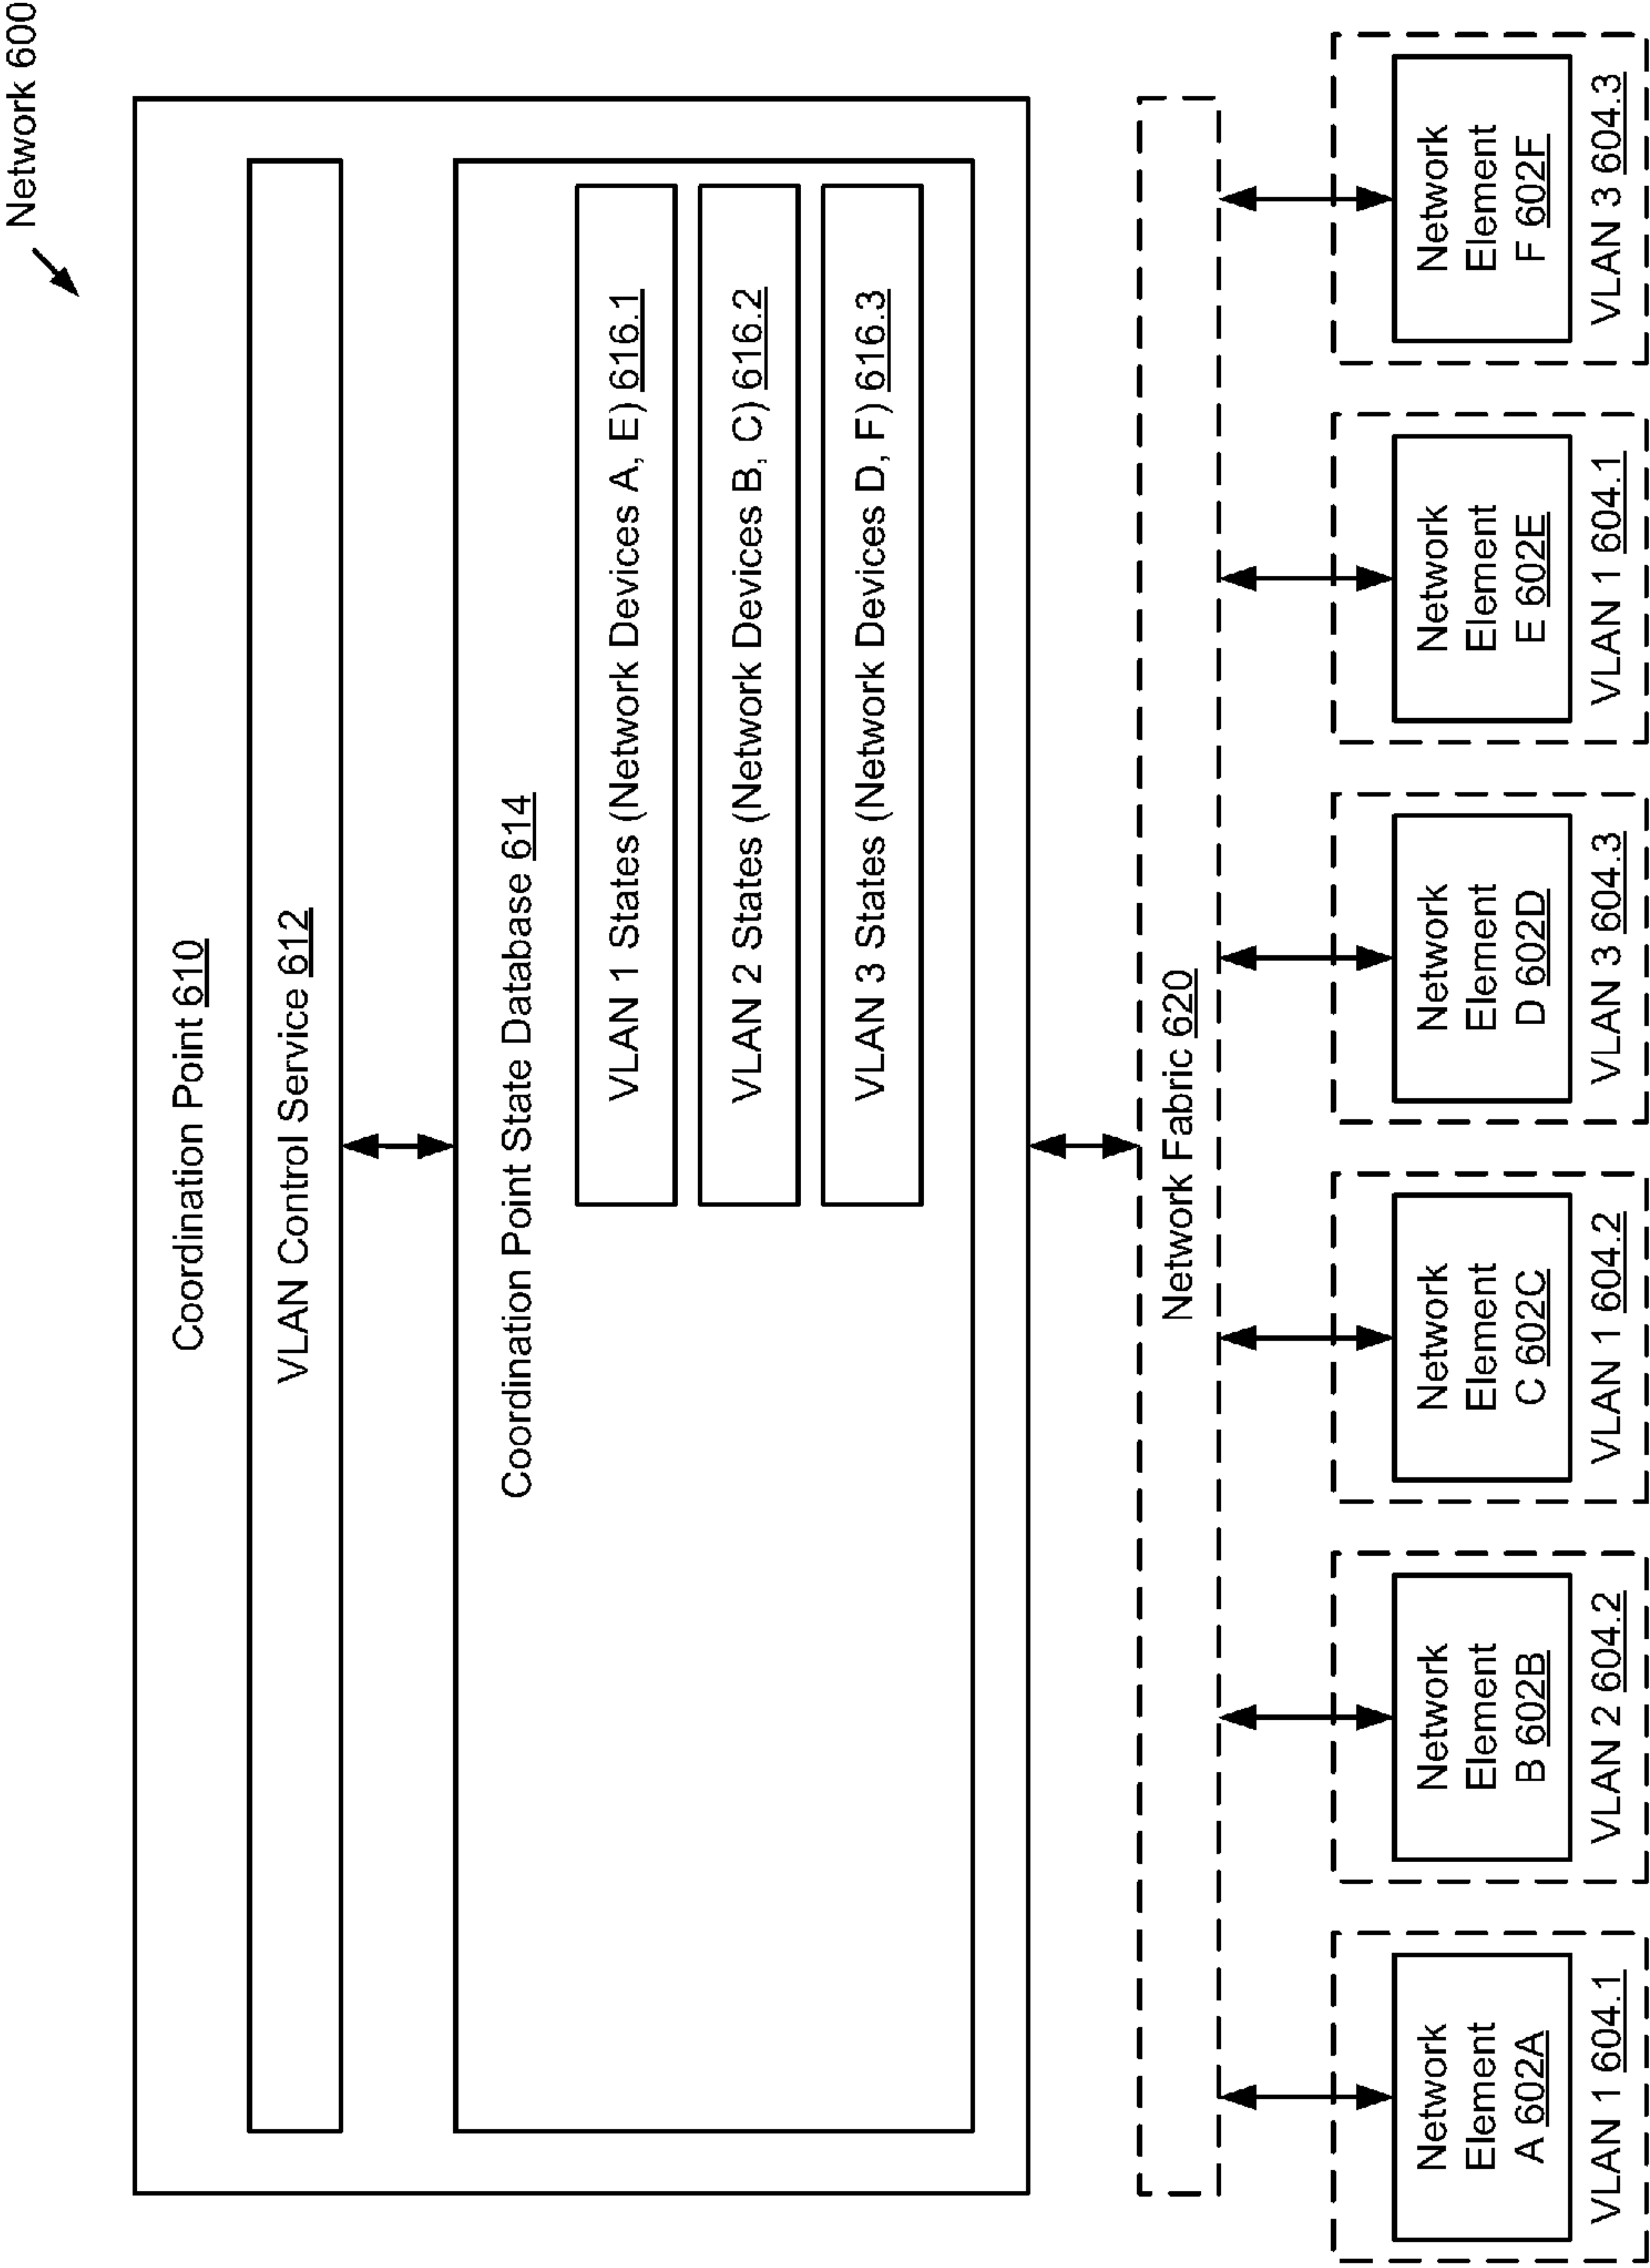 Network 600
Coordination Point 610
VLAN Control Service 612
Coordination Point State Database 614
VLAN 1 States (Network Devices A, E) 616.1
VLAN 2 States (Network Devices B, C) 616.2
VLAN 3 States (Network Devices D, F) 616.3
Network Fabric 620
Network
Element
A 602A
VLAN 1 604.1
Network
Element
B 602B
VLAN 2 604.2
Network
Element
C 602C
VLAN 1 604.2
Network
Element
D 602D
VLAN 3 604.3
Network
Element
E 602E
VLAN 1 604.1
Network
Element
F 602F
VLAN 3 604.3